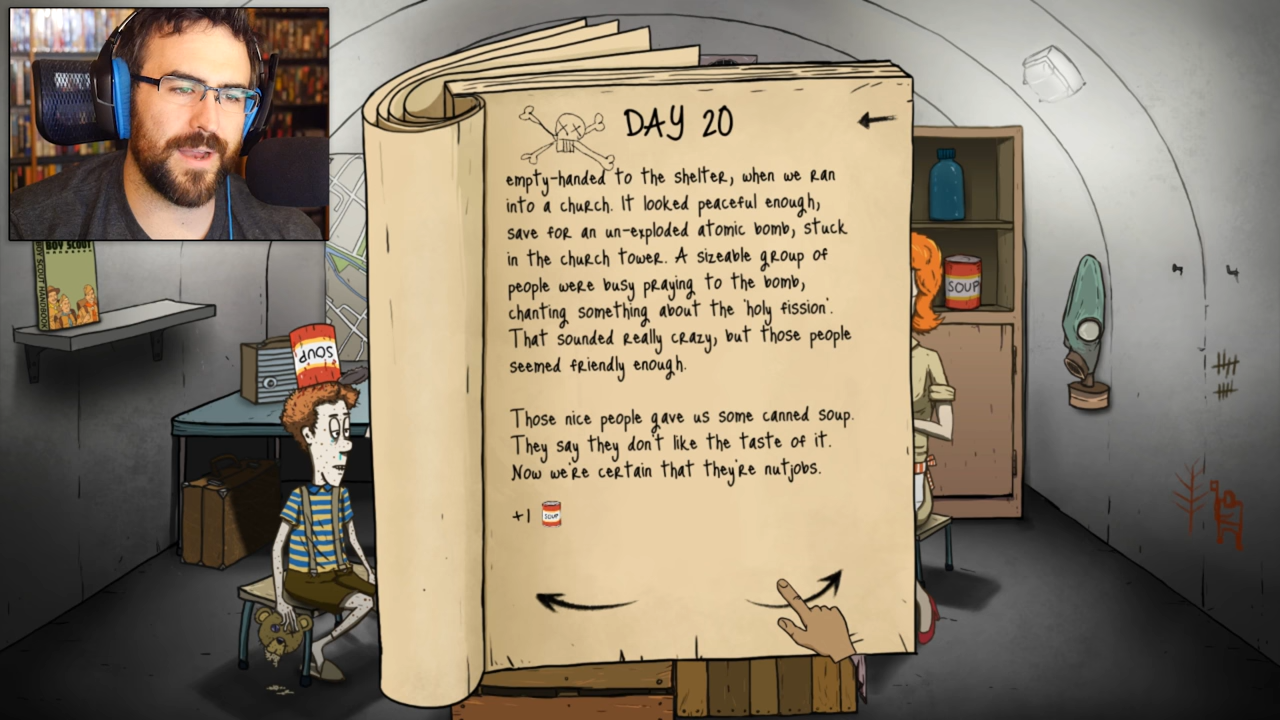 DAY 20
empty-handed to the shelter, when we ran
into a church. It looked peaceful enough,
save for an un-exploded atomic bomb, stuck
in the church tower. A sizeable group of
people were busy praying to the bomb,
chanting something about the 'holy fission'.
That sounded really crazy, but those people
seemed friendly enough.
Those nice people gave us some canned soup.
They say they don't like the taste of it.
Now we're certain that they're nutjobs.
+1 SOUP
BOY SCOUT
BOY SCOUT HANDBOOK
SOUP
SOUP